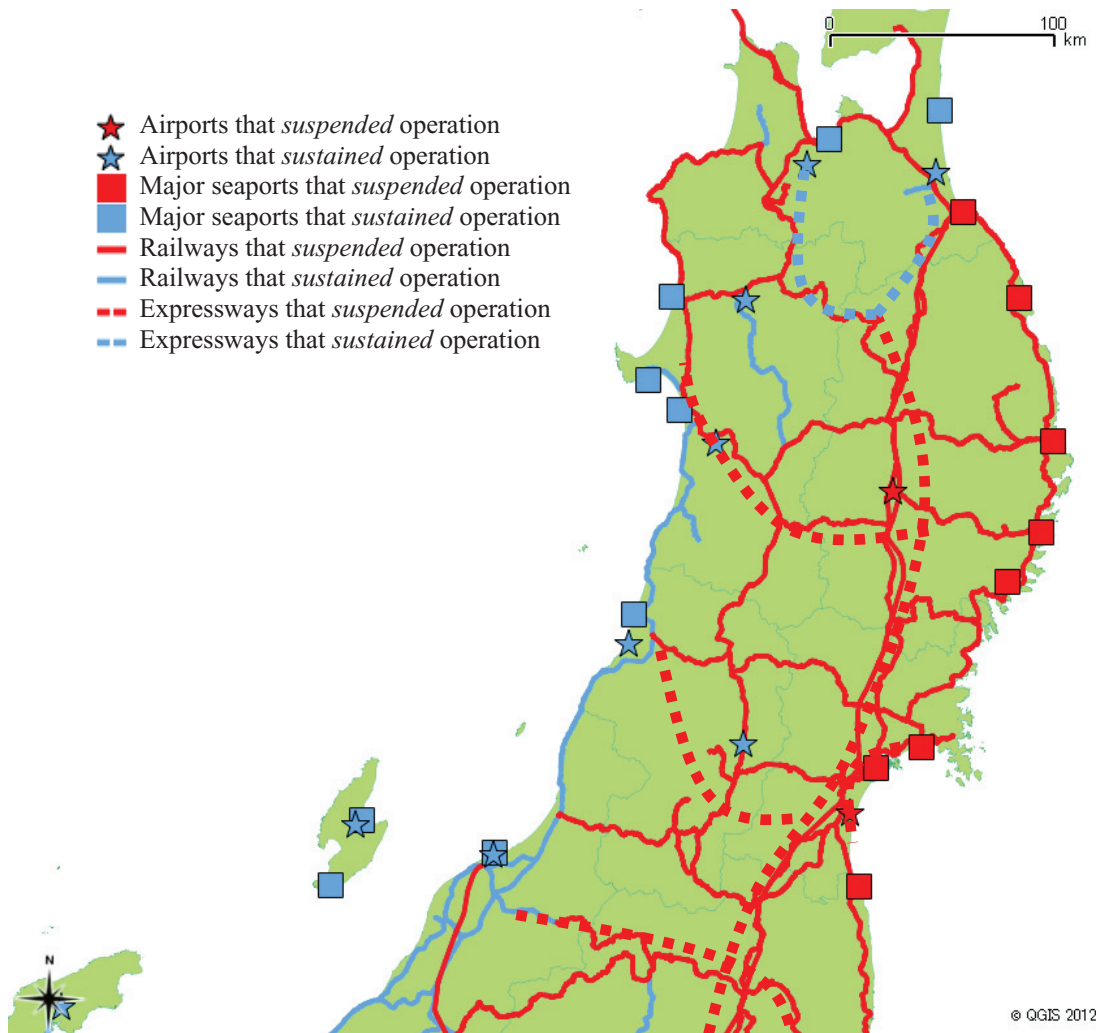 0 100
km
Airports that suspended operation
Airports that sustained operation
Major seaports that suspended operation
Major seaports that sustained operation
Railways that suspended operation
Railways that sustained operation
Expressways that suspended operation
Expressways that sustained operation
N
© QGIS 2012